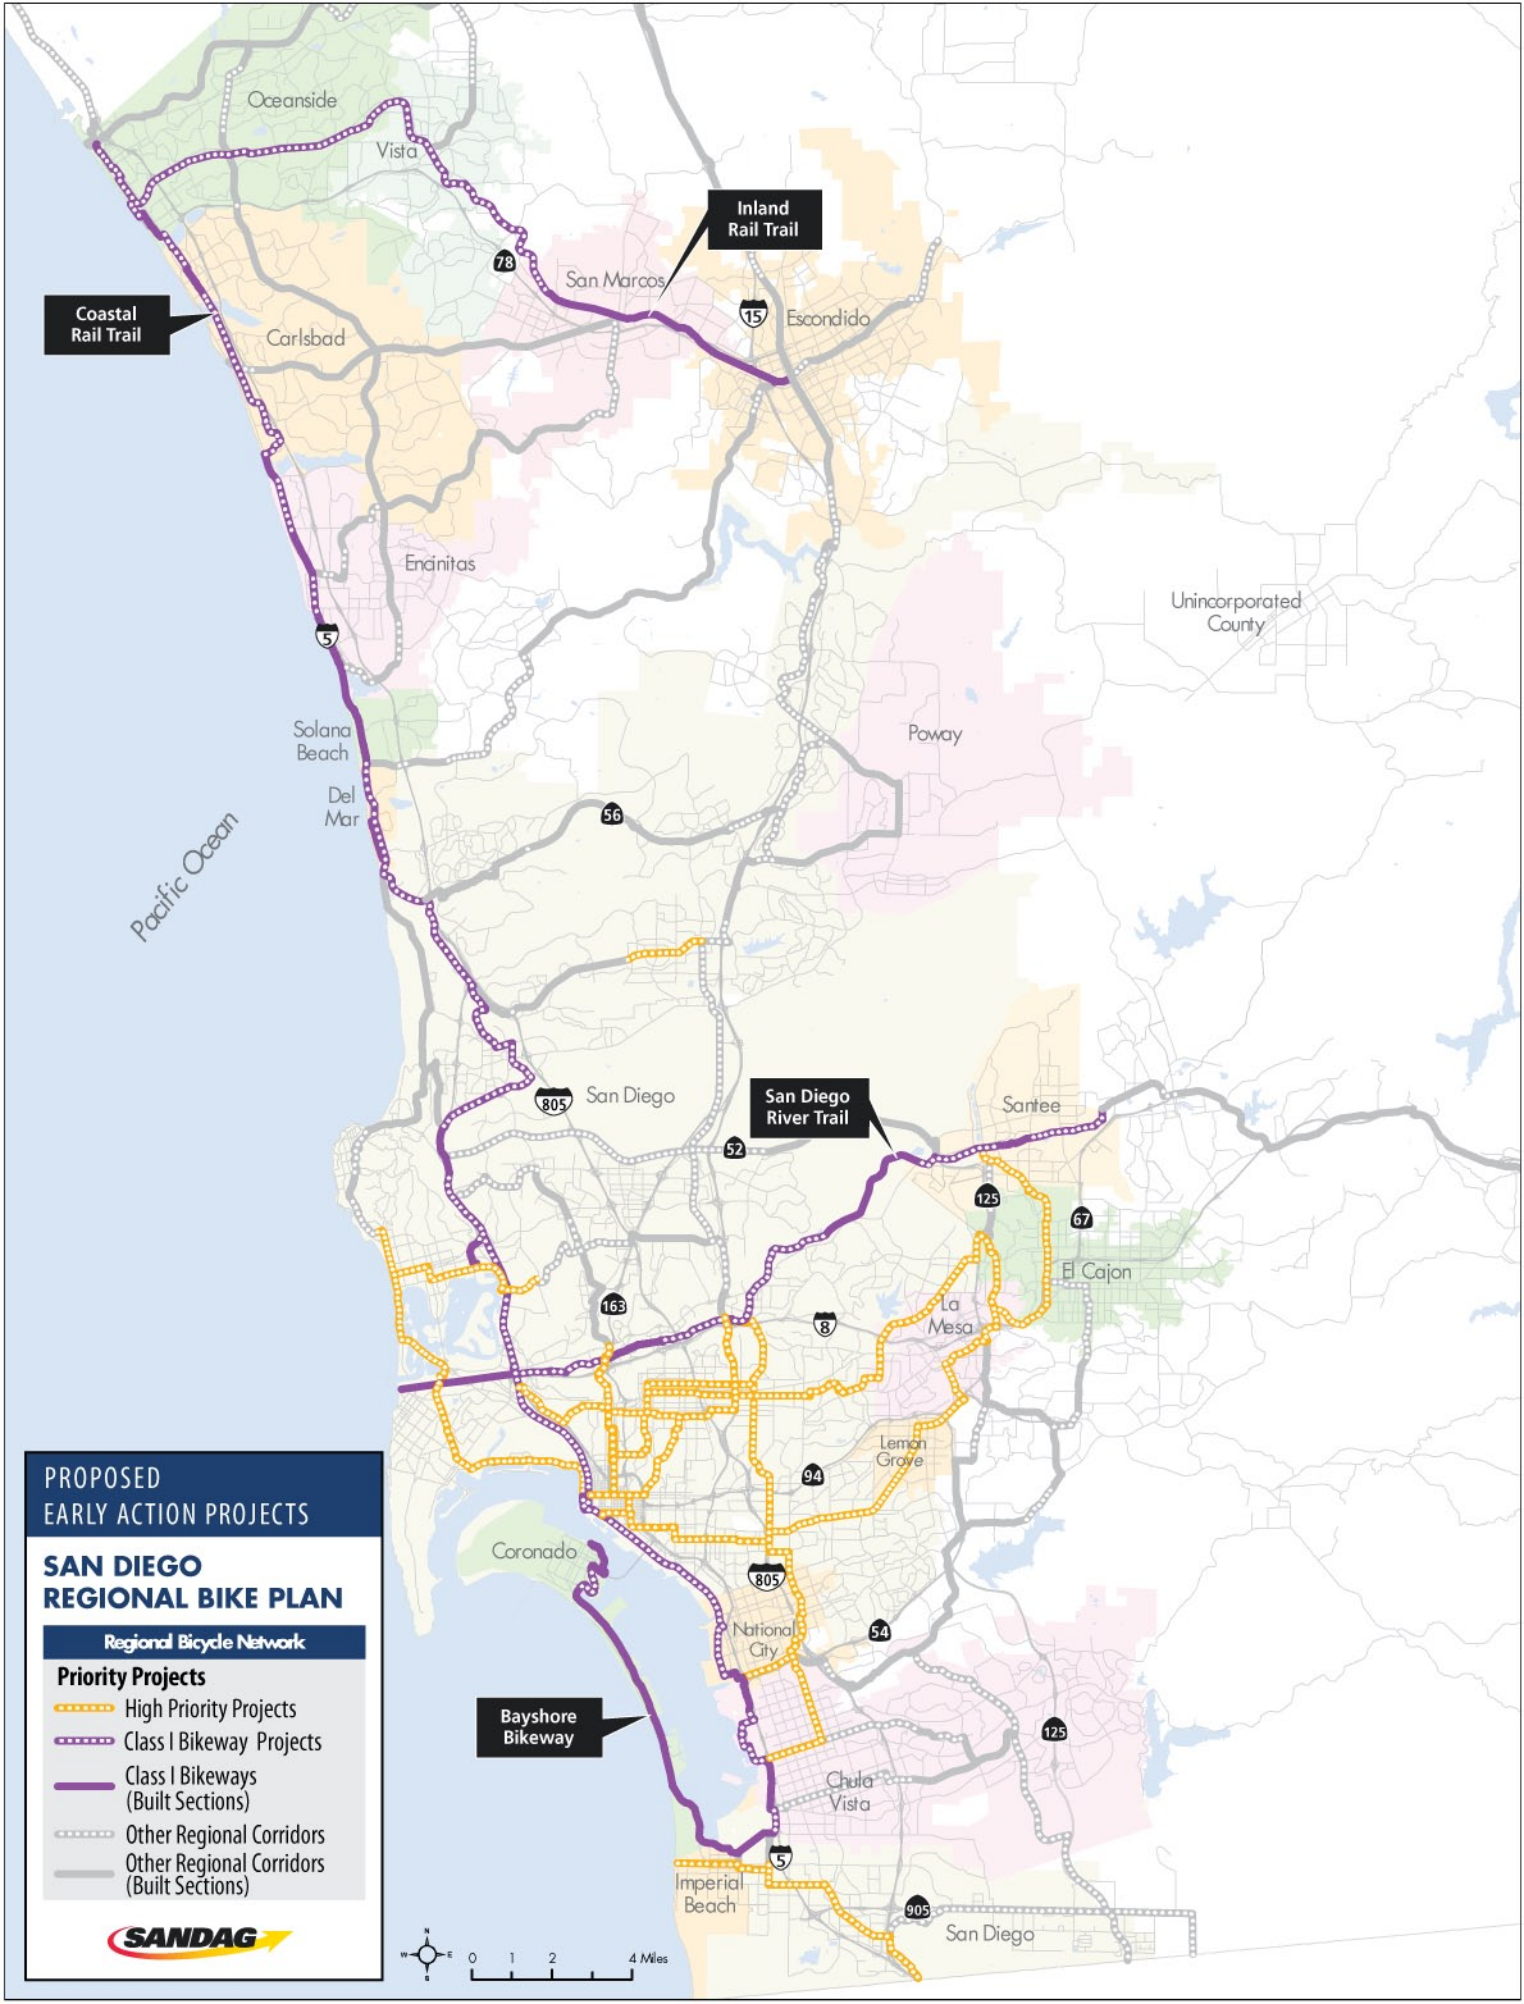 Oceanside
Vista
Inland
Rail Trail
78
San Marcos
15
Escondido
Coastal
Rail Trail
Carlsbad
Encinitas
Unincorporated
County
5
Solana
Beach
Poway
Del
Mar
56
Pacific Ocean
805
San Diego
San Diego
River Trail
Santee
52
125
67
El Cajon
163
8
La
Mesa
Lemon
Grove
94
Coronado
805
National
City
54
Bayshore
Bikeway
125
Chula
Vista
5
Imperial
Beach
905
San Diego
PROPOSED
EARLY ACTION PROJECTS
SAN DIEGO
REGIONAL BIKE PLAN
Regional Bicycle Network
Priority Projects
High Priority Projects
Class I Bikeway Projects
Class I Bikeways
(Built Sections)
Other Regional Corridors
Other Regional Corridors
(Built Sections)
SANDAG
N
W E
S
0 1 2 4 Miles